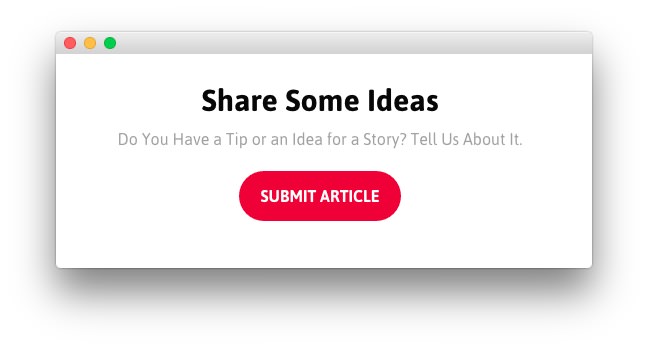 Share Some Ideas
Do You Have a Tip or an Idea for a Story? Tell Us About It.
SUBMIT ARTICLE